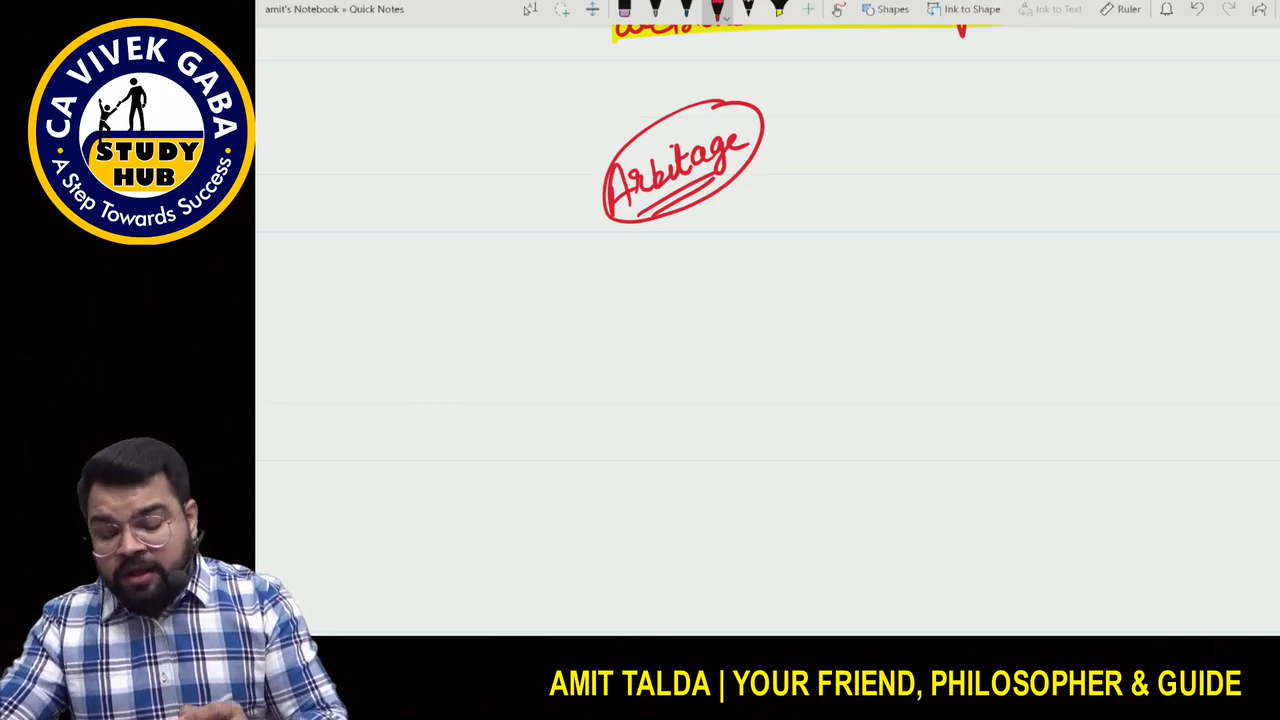 amit's Notebook » Quick Notes
Shapes
Ink to Shape
Ink to Text
Ruler
CA VIVEK GABA
STUDY
HUB
A Step Towards Success
Arbitage
AMIT TALDA | YOUR FRIEND, PHILOSOPHER & GUIDE